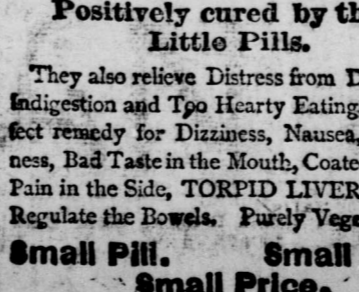 Positively cured by th
Little Pills.
They also relieve Distress from D
Indigestion and Too Hearty Eating
fect remedy for Dizziness, Nausea,
ness, Bad Taste in the Mouth, Coate
Pain in the Side, TORPID LIVER
Regulate the Bowels. Purely Vege
Small Pill. Small
Small Price.